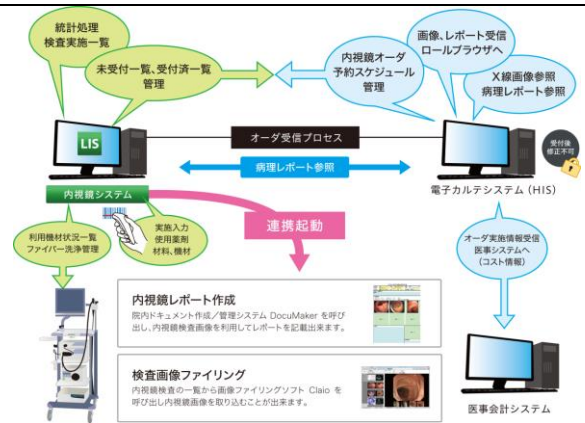 統計処理
検査実施一覧
未受付一覧、受付済一覧
管理
内視鏡オーダ
予約スケジュール
管理
画像、レポート受信
ロールブラウザへ
X線画像参照
病理レポート参照
LIS
オーダ受信プロセス
病理レポート参照
受付後
修正不可
電子カルテシステム（HIS）
内視鏡システム
利用機材状況一覧
ファイバー洗浄管理
実施入力
使用薬剤
材料、機材
連携起動
オーダ実施情報受信
医事システムへ
（コスト情報）
内視鏡レポート作成
院内ドキュメント作成／管理システム DocuMaker を呼び
出し、内視鏡検査画像を利用してレポートを記載出来ます。
検査画像ファイリング
内視鏡検査の一覧から画像ファイリングソフト Claio を
呼び出し内視鏡画像を取り込むことが出来ます。
医事会計システム